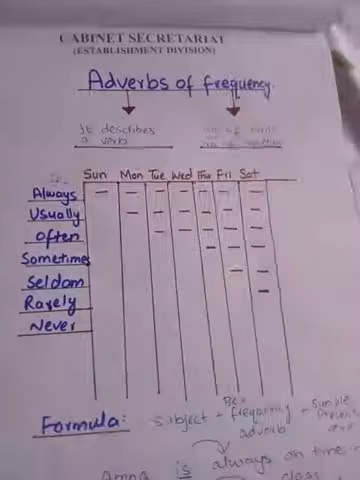 CABINET SECRETARIAT
(ESTABLISHMENT DIVISION)
Adverbs of frequency.
It describes
a verb
Sun Mon Tue Wed Thu Fri Sat
Always
Usually
Often
Sometimes
Seldom
Rarely
Never
Be +
Formula: Subject + frequency + Simple
adverb
Amna is always on time
class